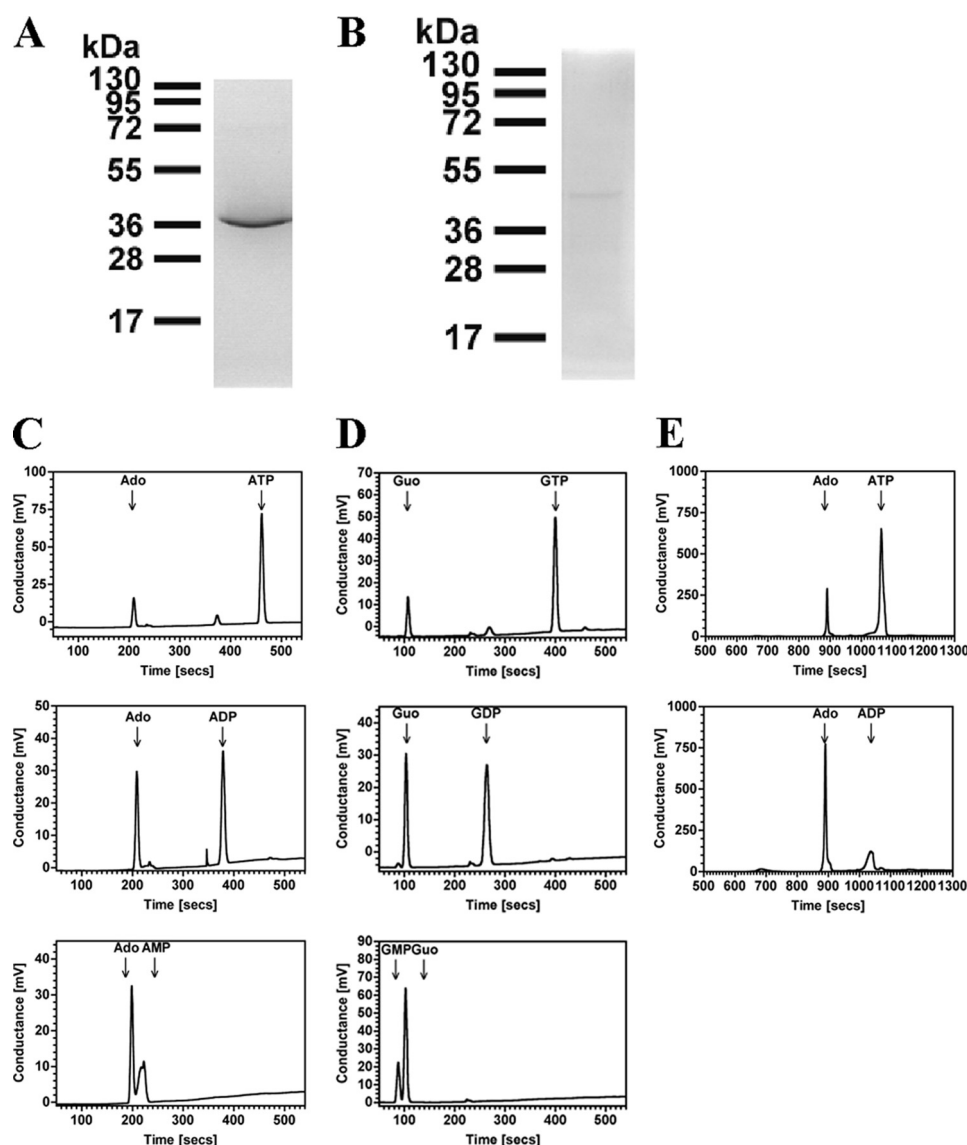 A
kDa
130
95
72
55
36
28
17
B
kDa
130
95
72
55
36
28
17
C
Conductance [mV]
100
75
50
25
0
Ado
ATP
100 200 300 400 500
Time [secs]
Conductance [mV]
50
40
30
20
10
0
Ado
ADP
100 200 300 400 500
Time [secs]
Conductance [mV]
40
30
20
10
0
Ado AMP
100 200 300 400 500
Time [secs]
D
Conductance [mV]
70
60
50
40
30
20
10
0
Guo
GTP
100 200 300 400 500
Time [secs]
Conductance [mV]
40
30
20
10
0
Guo
GDP
100 200 300 400 500
Time [secs]
Conductance [mV]
90
80
70
60
50
40
30
20
10
0
GMP Guo
100 200 300 400 500
Time [secs]
E
Conductance [mV]
1000
750
500
250
0
Ado
ATP
500 600 700 800 900 1000 1100 1200 1300
Time [secs]
Conductance [mV]
1000
750
500
250
0
Ado
ADP
500 600 700 800 900 1000 1100 1200 1300
Time [secs]